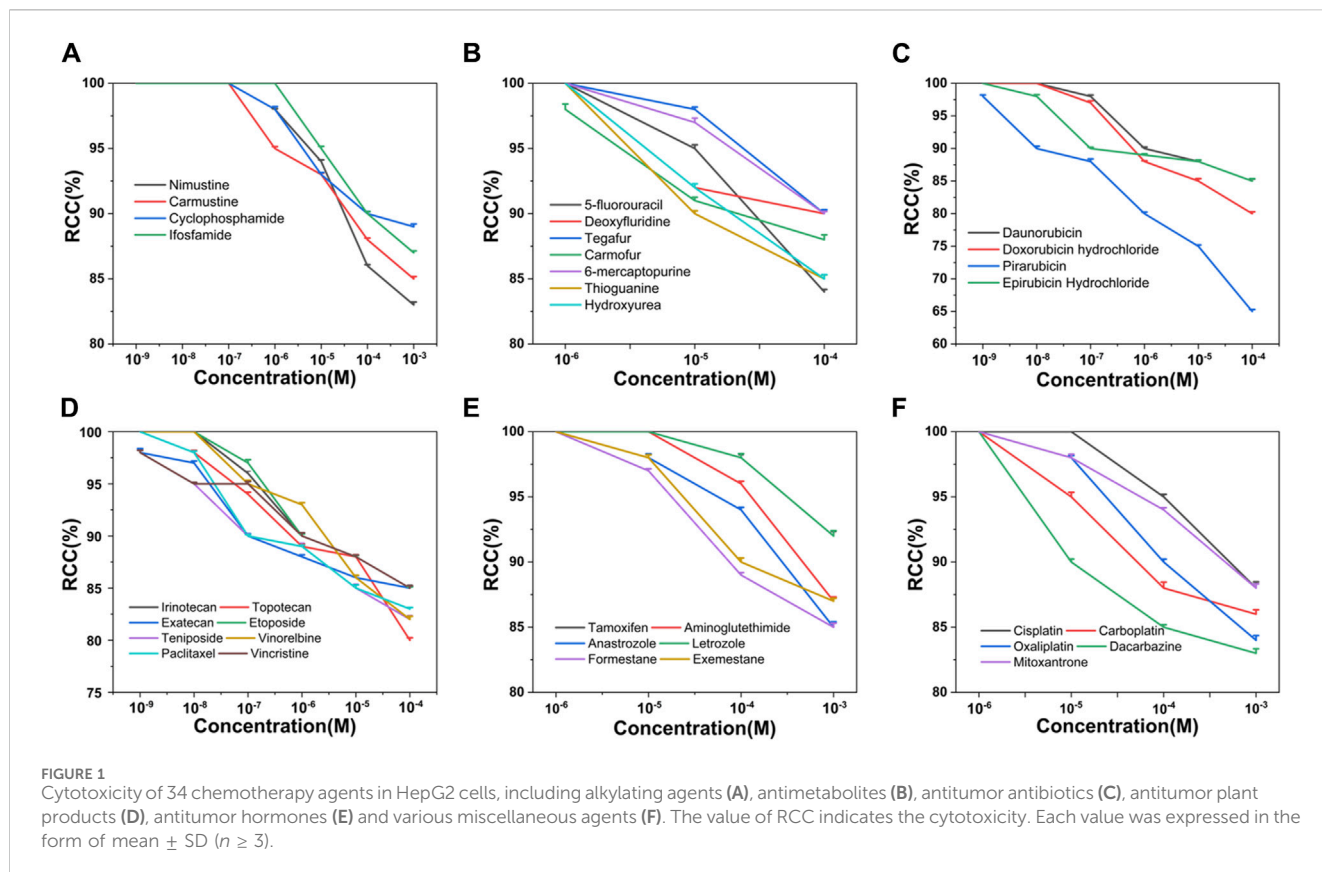 A
RCC(%)
100
95
90
85
80
Nimustine
Carmustine
Cyclophosphamide
Ifosfamide
10⁻⁹ 10⁻⁸ 10⁻⁷ 10⁻⁶ 10⁻⁵ 10⁻⁴ 10⁻³
Concentration(M)
B
RCC(%)
100
95
90
85
80
5-fluorouracil
Deoxyfluridine
Tegafur
Carmofur
6-mercaptopurine
Thioguanine
Hydroxyurea
10⁻⁶ 10⁻⁵ 10⁻⁴
Concentration(M)
C
RCC(%)
100
95
90
85
80
75
70
65
60
Daunorubicin
Doxorubicin hydrochloride
Pirarubicin
Epirubicin Hydrochloride
10⁻⁹ 10⁻⁸ 10⁻⁷ 10⁻⁶ 10⁻⁵ 10⁻⁴
Concentration(M)
D
RCC(%)
100
95
90
85
80
75
Irinotecan Topotecan
Exatecan Etoposide
Teniposide Vinorelbine
Paclitaxel Vincristine
10⁻⁹ 10⁻⁸ 10⁻⁷ 10⁻⁶ 10⁻⁵ 10⁻⁴
Concentration(M)
E
RCC(%)
100
95
90
85
80
Tamoxifen Aminoglutethimide
Anastrozole Letrozole
Formestane Exemestane
10⁻⁶ 10⁻⁵ 10⁻⁴ 10⁻³
Concentration(M)
F
RCC(%)
100
95
90
85
80
Cisplatin Carboplatin
Oxaliplatin Dacarbazine
Mitoxantrone
10⁻⁶ 10⁻⁵ 10⁻⁴ 10⁻³
Concentration(M)
FIGURE 1
Cytotoxicity of 34 chemotherapy agents in HepG2 cells, including alkylating agents (A), antimetabolites (B), antitumor antibiotics (C), antitumor plant
products (D), antitumor hormones (E) and various miscellaneous agents (F). The value of RCC indicates the cytotoxicity. Each value was expressed in the
form of mean ± SD (n ≥ 3).